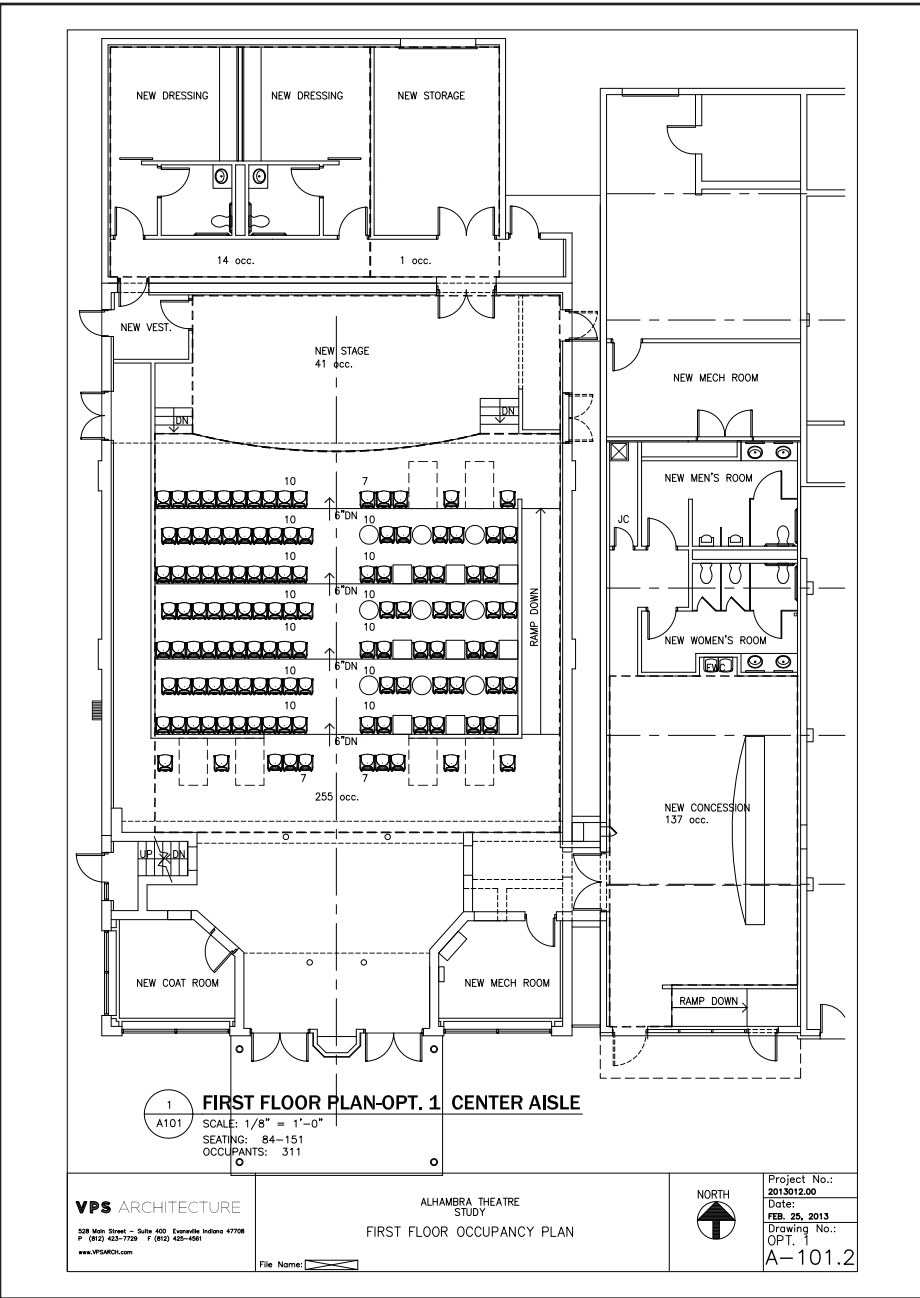 NEW DRESSING
NEW DRESSING
NEW STORAGE
14 occ.
1 occ.
NEW VEST.
NEW STAGE
41 occ.
NEW MECH ROOM
DN
DN
10
7
NEW MEN'S ROOM
6"DN
10
10
JC
10
10
6"DN
10
10
RAMP DOWN
10
10
NEW WOMEN'S ROOM
6"DN
10
10
EWC
10
10
6"DN
7
7
255 occ.
NEW CONCESSION
137 occ.
UP
DN
NEW COAT ROOM
NEW MECH ROOM
RAMP DOWN
1
A101
FIRST FLOOR PLAN-OPT. 1 CENTER AISLE
SCALE: 1/8" = 1'-0"
SEATING: 84-151
OCCUPANTS: 311
VPS ARCHITECTURE
528 Main Street - Suite 400 Evansville Indiana 47708
P (812) 423-7729 F (812) 425-4561
www.VPSARCH.com
ALHAMBRA THEATRE
STUDY
FIRST FLOOR OCCUPANCY PLAN
File Name:
NORTH
Project No.:
2013012.00
Date:
FEB. 25, 2013
Drawing No.:
OPT. 1
A-101.2